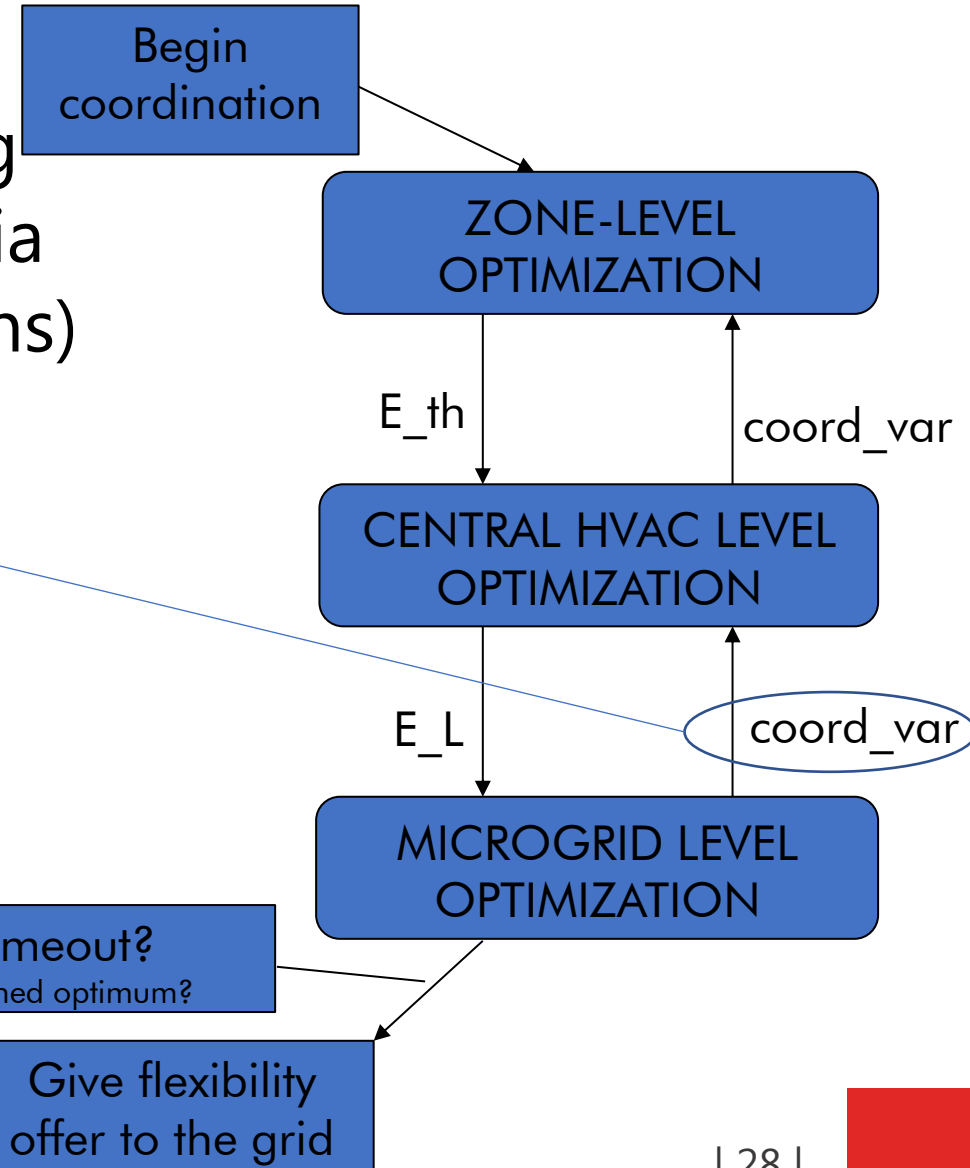 Begin
coordination
g
ia
ns)
ZONE-LEVEL
OPTIMIZATION
E_th
coord_var
CENTRAL HVAC LEVEL
OPTIMIZATION
E_L
coord_var
MICROGRID LEVEL
OPTIMIZATION
meout?
ned optimum?
Give flexibility
offer to the grid
| 28 |